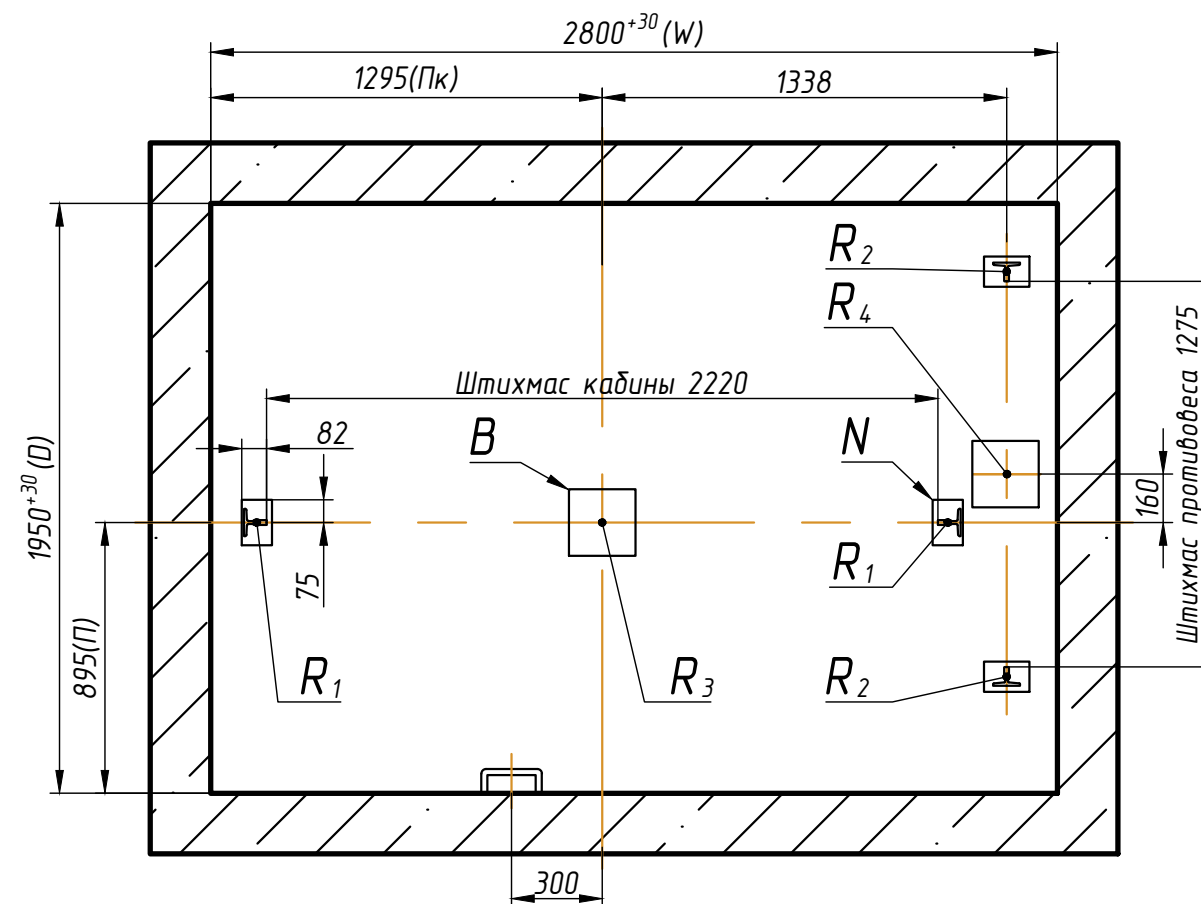 2800+30(W)
1295(Пк)
1338
R2
R4
Штихмас кабины 2220
82
B
N
1950+30(D)
160
Штихмас противовеса 1275
75
R1
895(П)
R1
R3
R2
300